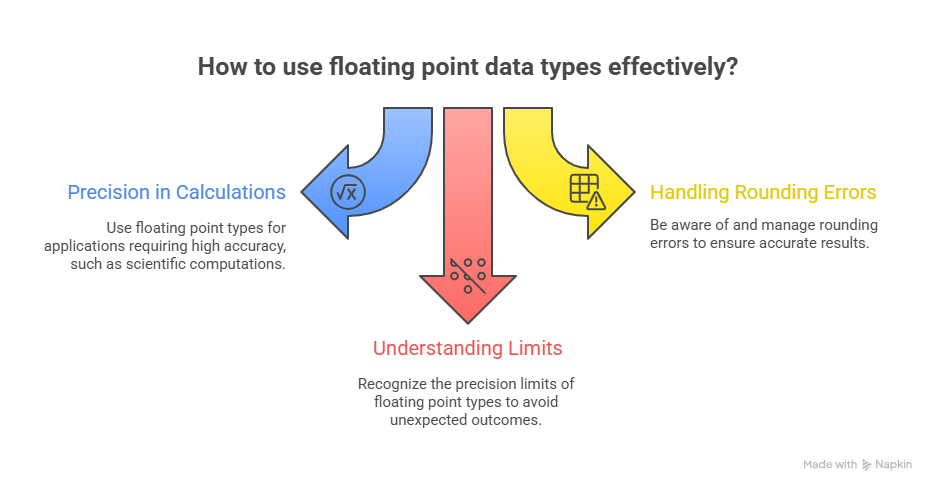 How to use floating point data types effectively?
Precision in Calculations
Use floating point types for
applications requiring high accuracy,
such as scientific computations.
Handling Rounding Errors
Be aware of and manage rounding
errors to ensure accurate results.
Understanding Limits
Recognize the precision limits of
floating point types to avoid
unexpected outcomes.
Made with Napkin